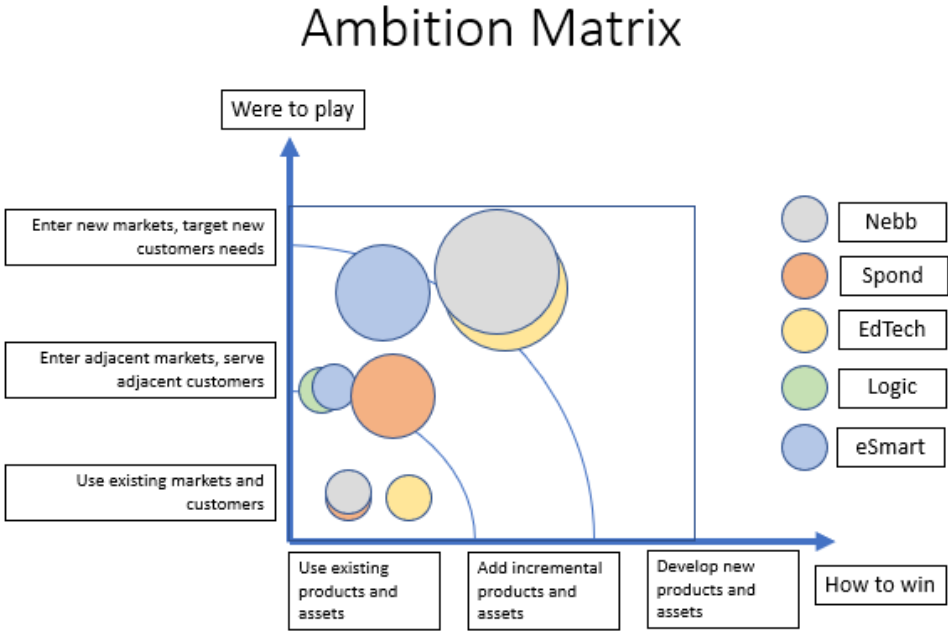 Ambition Matrix
Were to play
Enter new markets, target new
customers needs
Enter adjacent markets, serve
adjacent customers
Use existing markets and
customers
Nebb
Spond
EdTech
Logic
eSmart
Use existing
products and
assets
Add incremental
products and
assets
Develop new
products and
assets
How to win